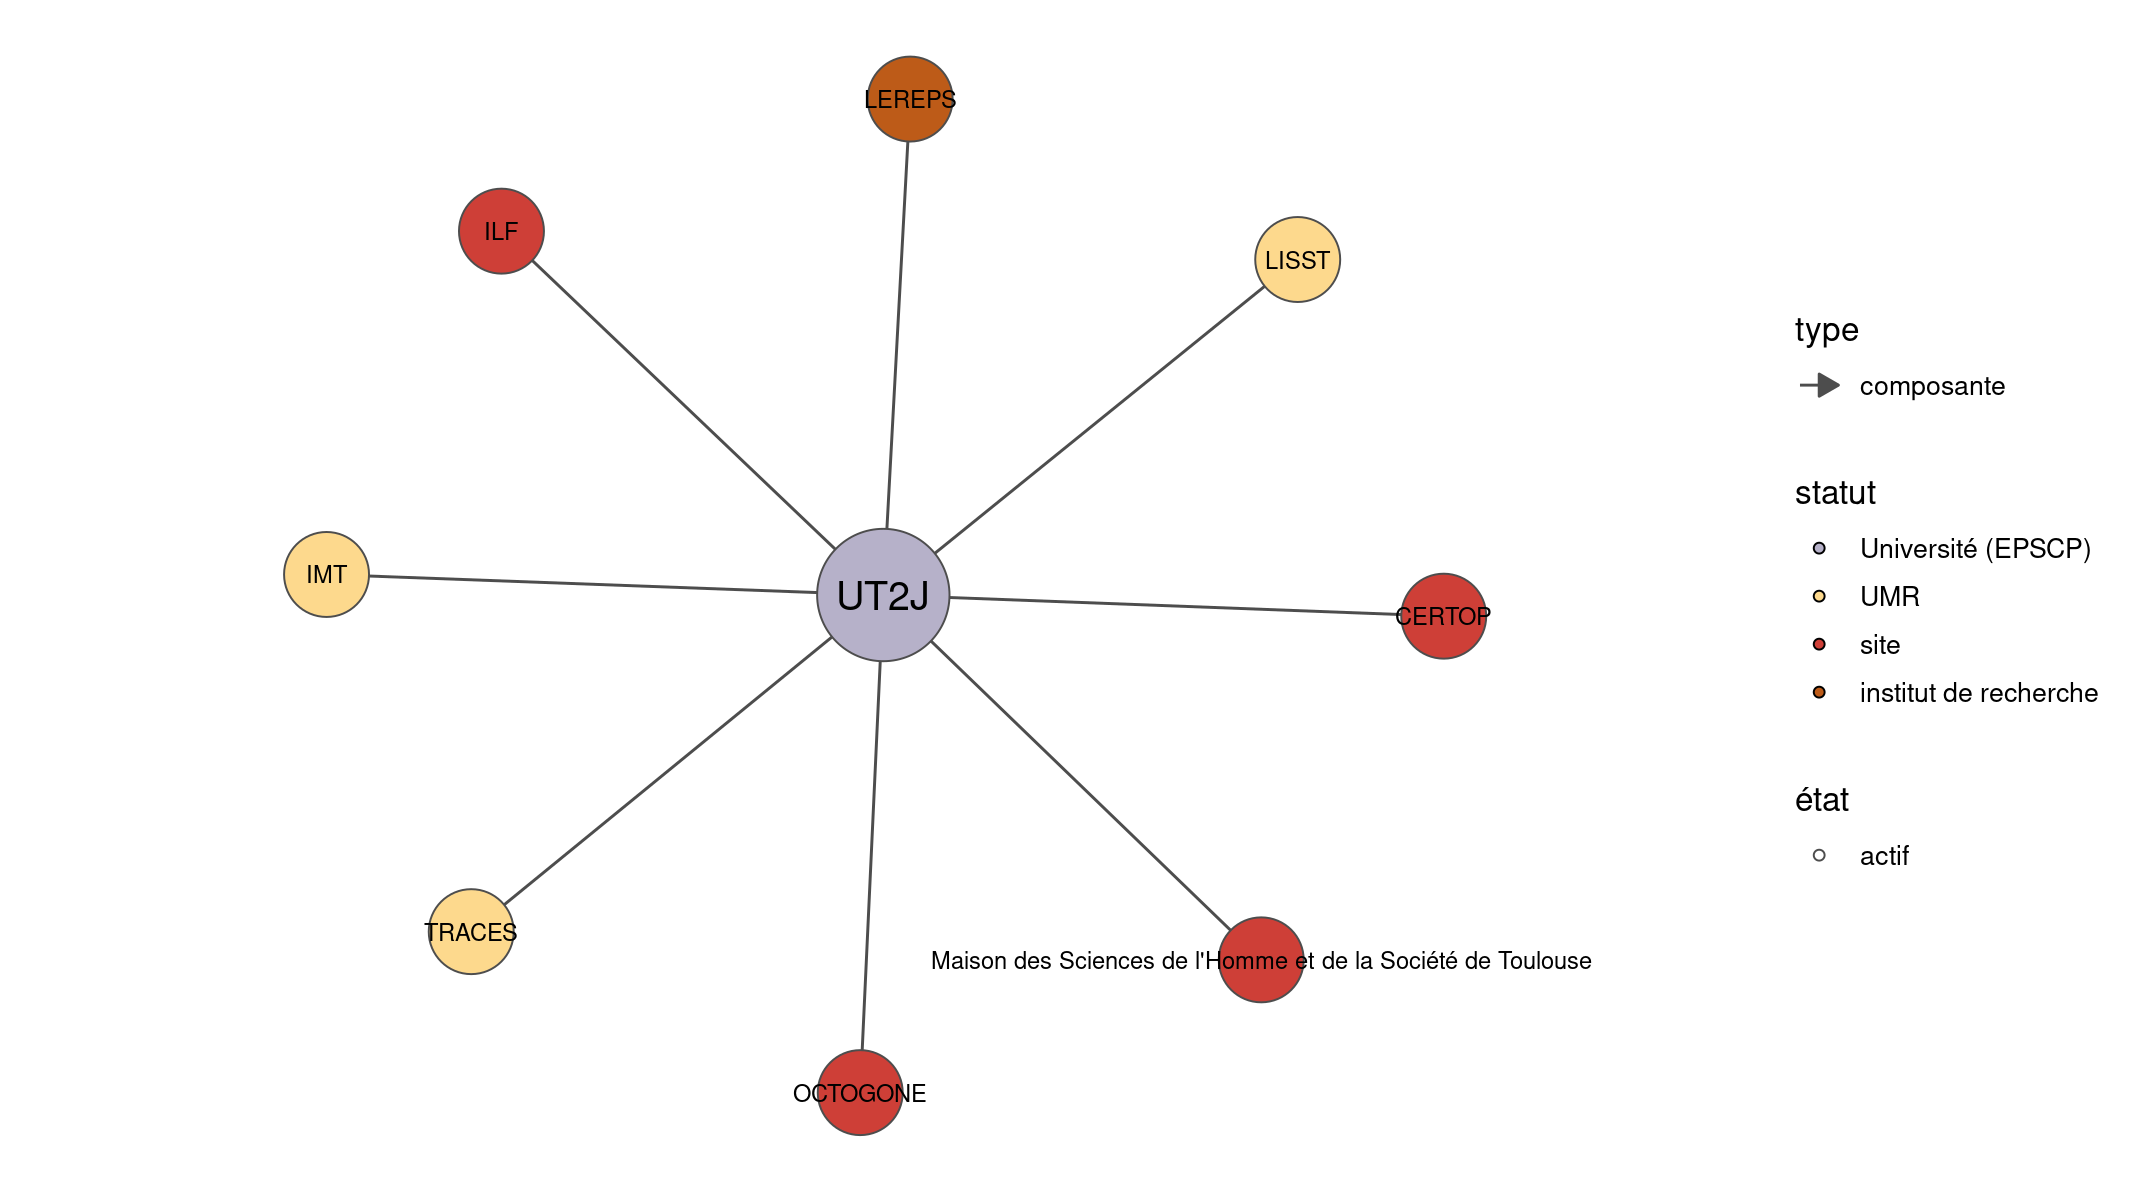 LEREPS
ILF
LISST
IMT
UT2J
CERTOP
TRACES
Maison des Sciences de l'Homme et de la Société de Toulouse
OCTOGONE
type
composante
statut
Université (EPSCP)
UMR
site
institut de recherche
état
actif